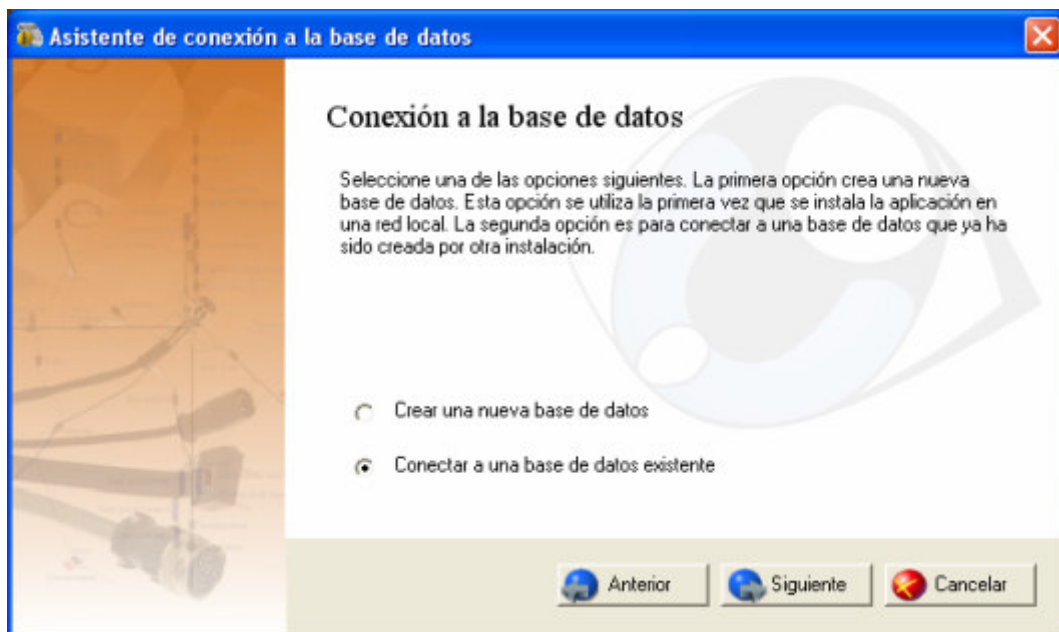 Asistente de conexión a la base de datos
Conexión a la base de datos
Seleccione una de las opciones siguientes. La primera opción crea una nueva
base de datos. Esta opción se utiliza la primera vez que se instala la aplicación en
una red local. La segunda opción es para conectar a una base de datos que ya ha
sido creada por otra instalación.
Crear una nueva base de datos
Conectar a una base de datos existente
Anterior
Siguiente
Cancelar